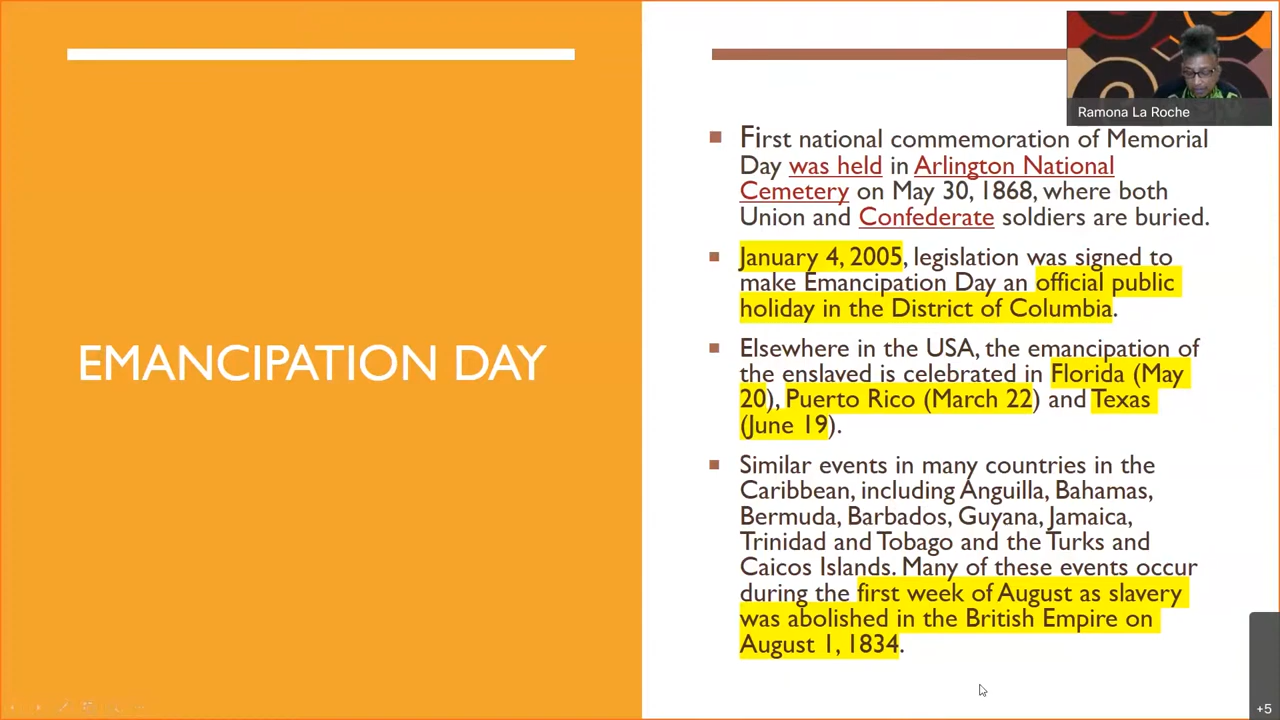 EMANCIPATION DAY
Ramona La Roche
First national commemoration of Memorial
Day was held in Arlington National
Cemetery on May 30, 1868, where both
Union and Confederate soldiers are buried.
January 4, 2005, legislation was signed to
make Emancipation Day an official public
holiday in the District of Columbia.
Elsewhere in the USA, the emancipation of
the enslaved is celebrated in Florida (May
20), Puerto Rico (March 22) and Texas
(June 19).
Similar events in many countries in the
Caribbean, including Anguilla, Bahamas,
Bermuda, Barbados, Guyana, Jamaica,
Trinidad and Tobago and the Turks and
Caicos Islands. Many of these events occur
during the first week of August as slavery
was abolished in the British Empire on
August 1, 1834.
+5